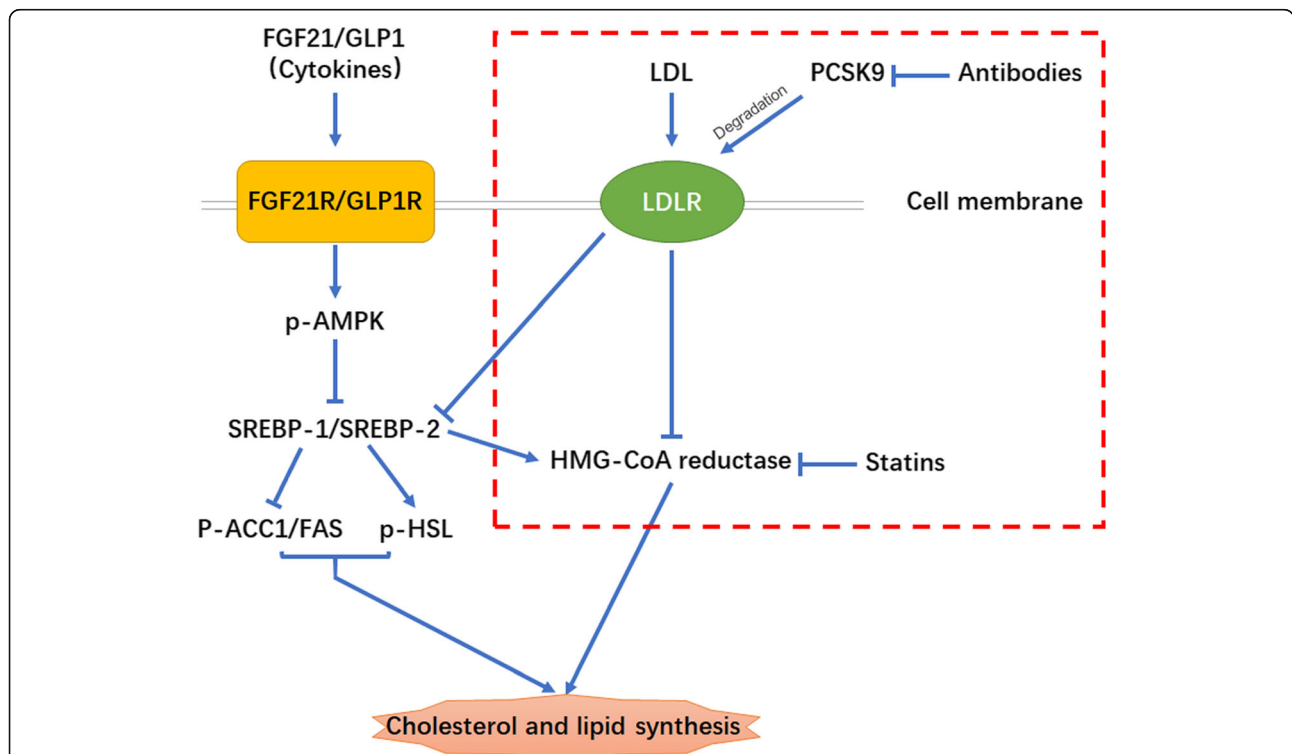 FGF21/GLP1
(Cytokines)
LDL
PCSK9
Antibodies
Degradation
FGF21R/GLP1R
LDLR
Cell membrane
p-AMPK
SREBP-1/SREBP-2
HMG-CoA reductase
Statins
P-ACC1/FAS
p-HSL
Cholesterol and lipid synthesis